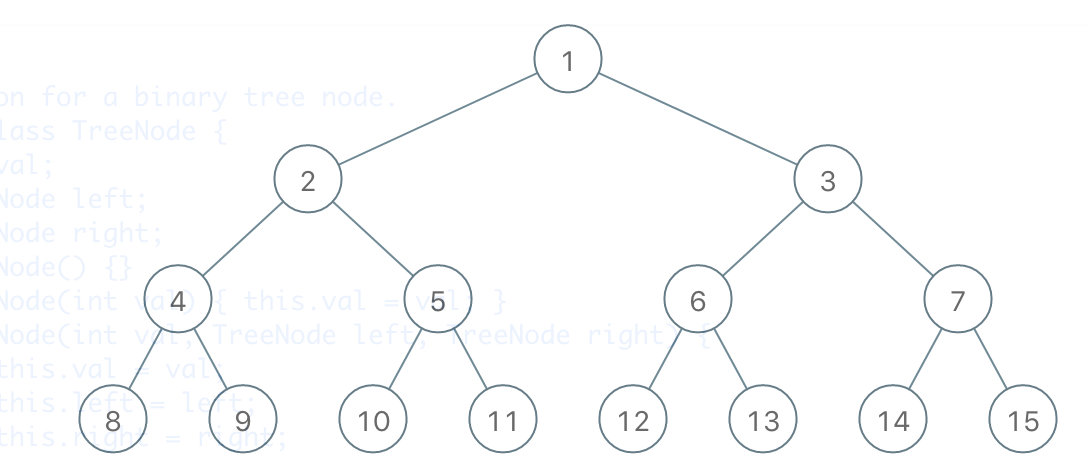 1
on for a binary tree node.
lass TreeNode {
val;
2
3
Node left;
Node right;
Node() {}
4
5
6
7
Node(int val) { this.val = val; }
Node(int val, TreeNode left, TreeNode right) {
this.val = val;
this.left = left;
8
9
10
11
12
13
14
15
this.right = right;